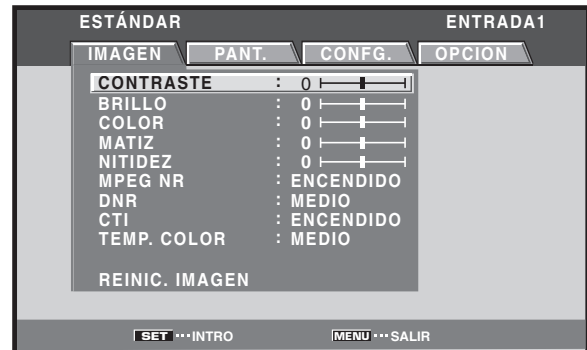 ESTÁNDAR ENTRADA1
IMAGEN PANT. CONFG. OPCION
CONTRASTE : 0
BRILLO : 0
COLOR : 0
MATIZ : 0
NITIDEZ : 0
MPEG NR : ENCENDIDO
DNR : MEDIO
CTI : ENCENDIDO
TEMP. COLOR : MEDIO
REINIC. IMAGEN
SET ··· INTRO MENU ··· SALIR